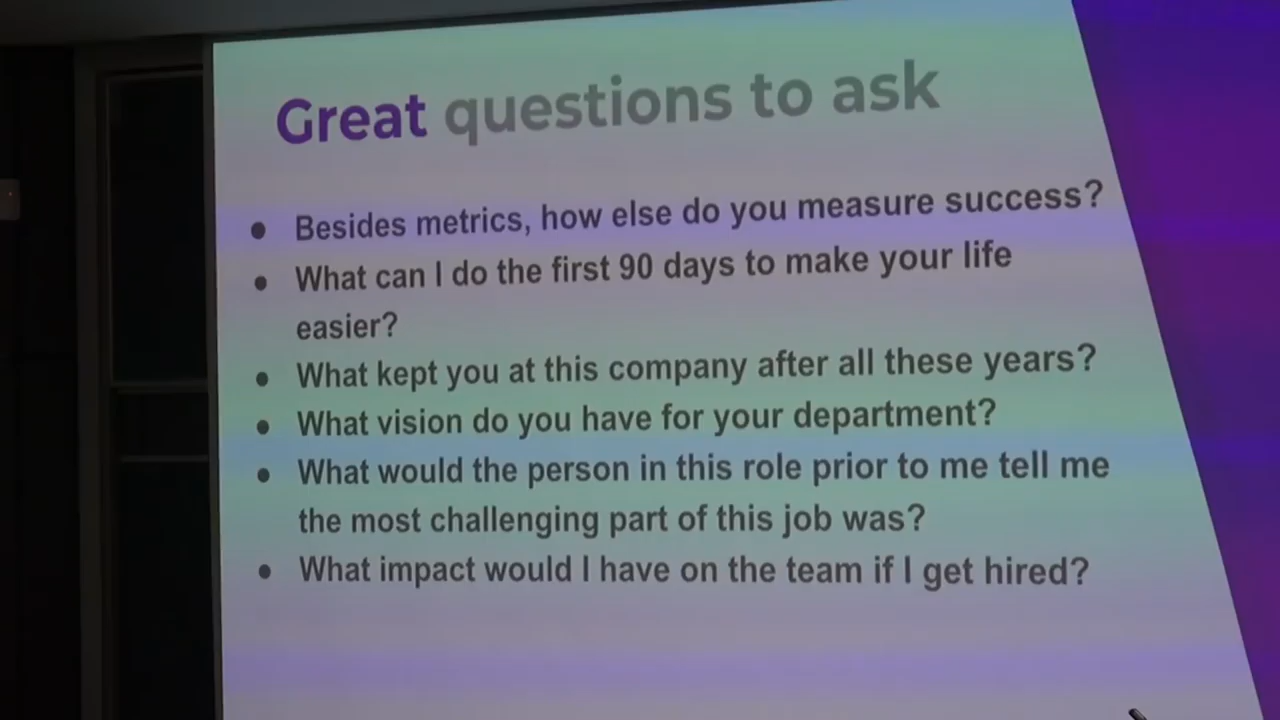 Great questions to ask
● Besides metrics, how else do you measure success?
● What can I do the first 90 days to make your life
easier?
● What kept you at this company after all these years?
● What vision do you have for your department?
● What would the person in this role prior to me tell me
the most challenging part of this job was?
● What impact would I have on the team if I get hired?